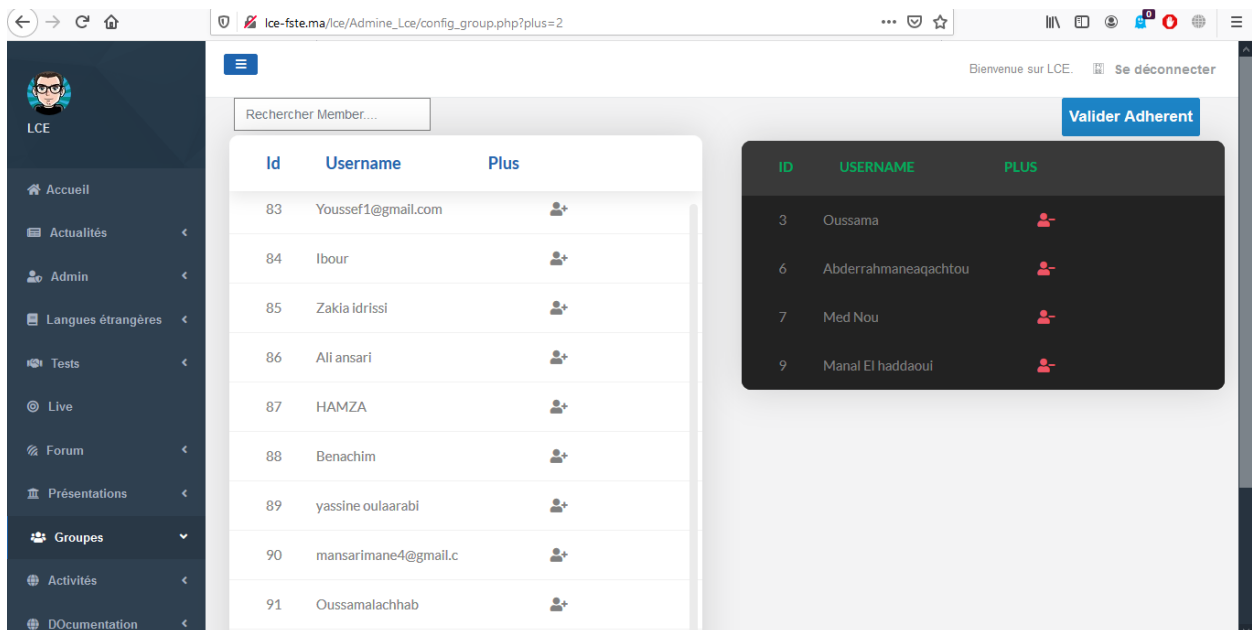 lce-fste.ma/lce/Admine_Lce/config_group.php?plus=2
0
Bienvenue sur LCE. Se déconnecter
LCE
Accueil
Actualités
Admin
Langues étrangères
Tests
Live
Forum
Présentations
Groupes
Activités
DOcumentation
Rechercher Member....
Id Username Plus
83 Youssef1@gmail.com
84 Ibour
85 Zakia idrissi
86 Ali ansari
87 HAMZA
88 Benachim
89 yassine oulaarabi
90 mansarimane4@gmail.c
91 Oussamalachhab
Valider Adherent
ID USERNAME PLUS
3 Oussama
6 Abderrahmaneaqachtou
7 Med Nou
9 Manal El haddaoui